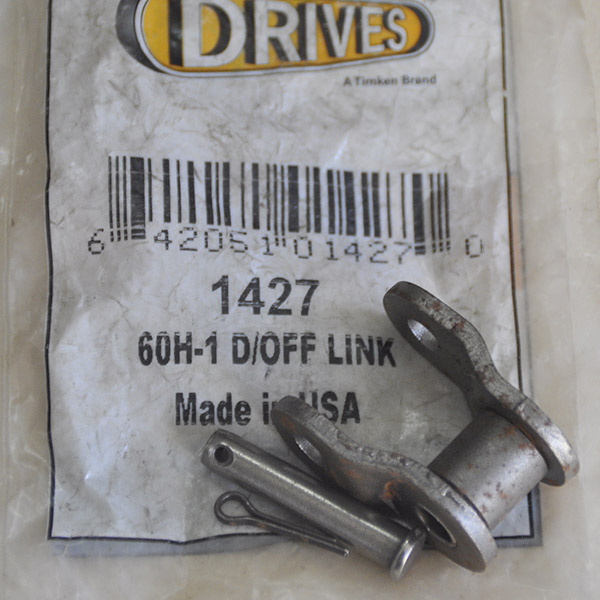 DRIVES
A Timken Brand
6 42051 01427 0
1427
60H-1 D/OFF LINK
Made in USA